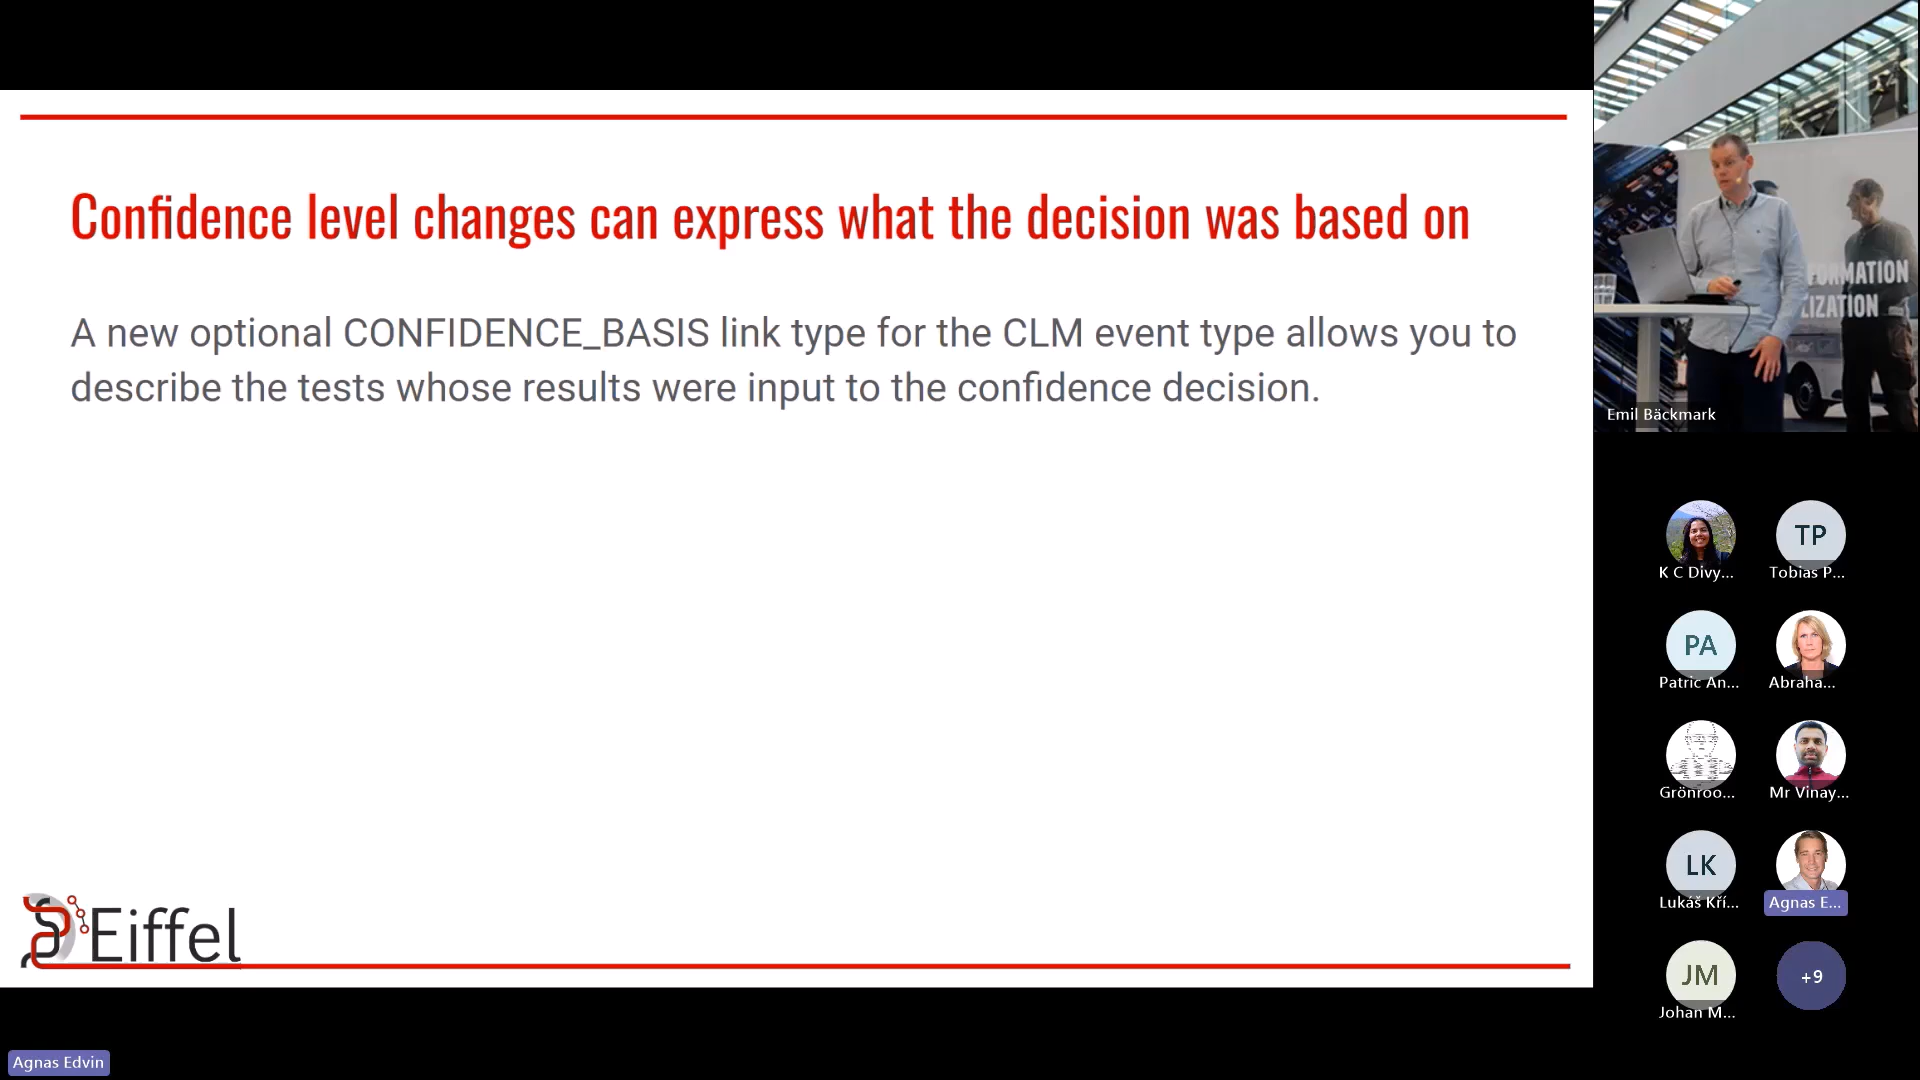 Confidence level changes can express what the decision was based on
A new optional CONFIDENCE_BASIS link type for the CLM event type allows you to
describe the tests whose results were input to the confidence decision.
Eiffel
FORMATION
LIZATION
Emil Bäckmark
K C Divy...
TP
Tobias P...
PA
Patric An...
Abraha...
Grönroo...
Mr Vinay...
LK
Lukáš Kří...
Agnas E...
JM
Johan M...
+9
Agnas Edvin